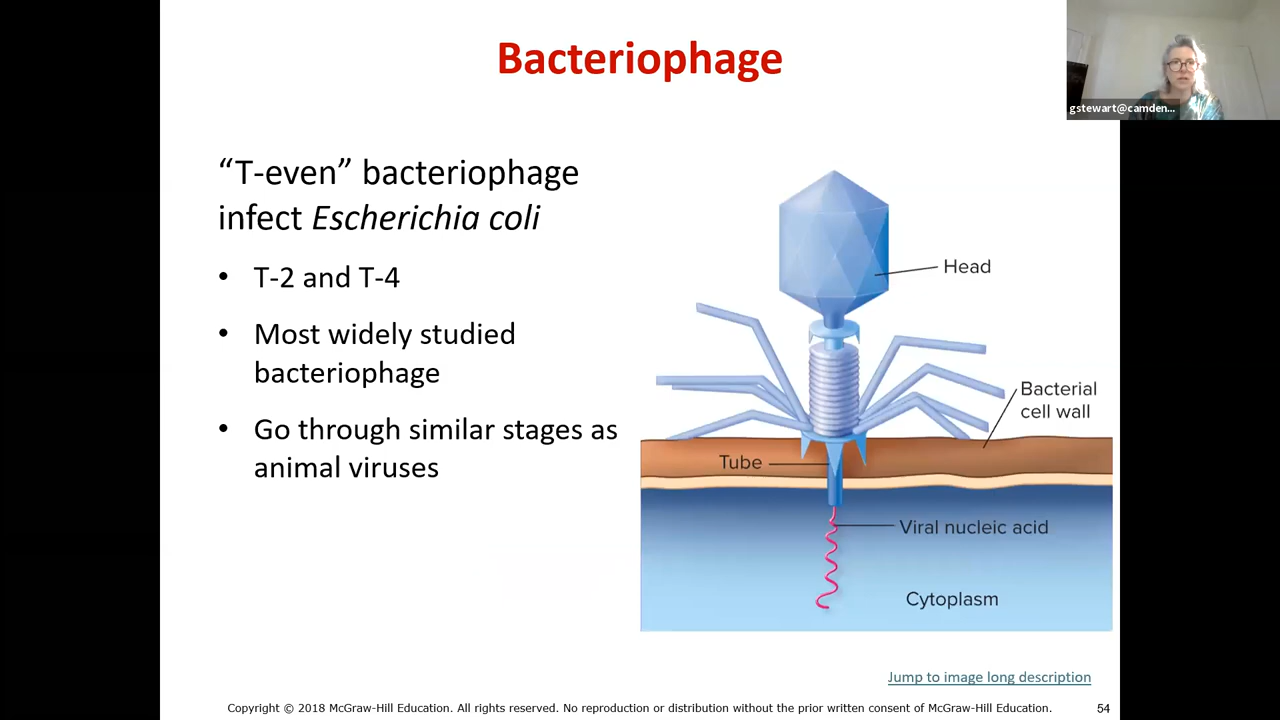 Bacteriophage
gstewart@camden...
“T-even” bacteriophage
infect Escherichia coli
• T-2 and T-4
• Most widely studied
bacteriophage
• Go through similar stages as
animal viruses
Head
Bacterial
cell wall
Tube
Viral nucleic acid
Cytoplasm
Jump to image long description
Copyright © 2018 McGraw-Hill Education. All rights reserved. No reproduction or distribution without the prior written consent of McGraw-Hill Education.
54